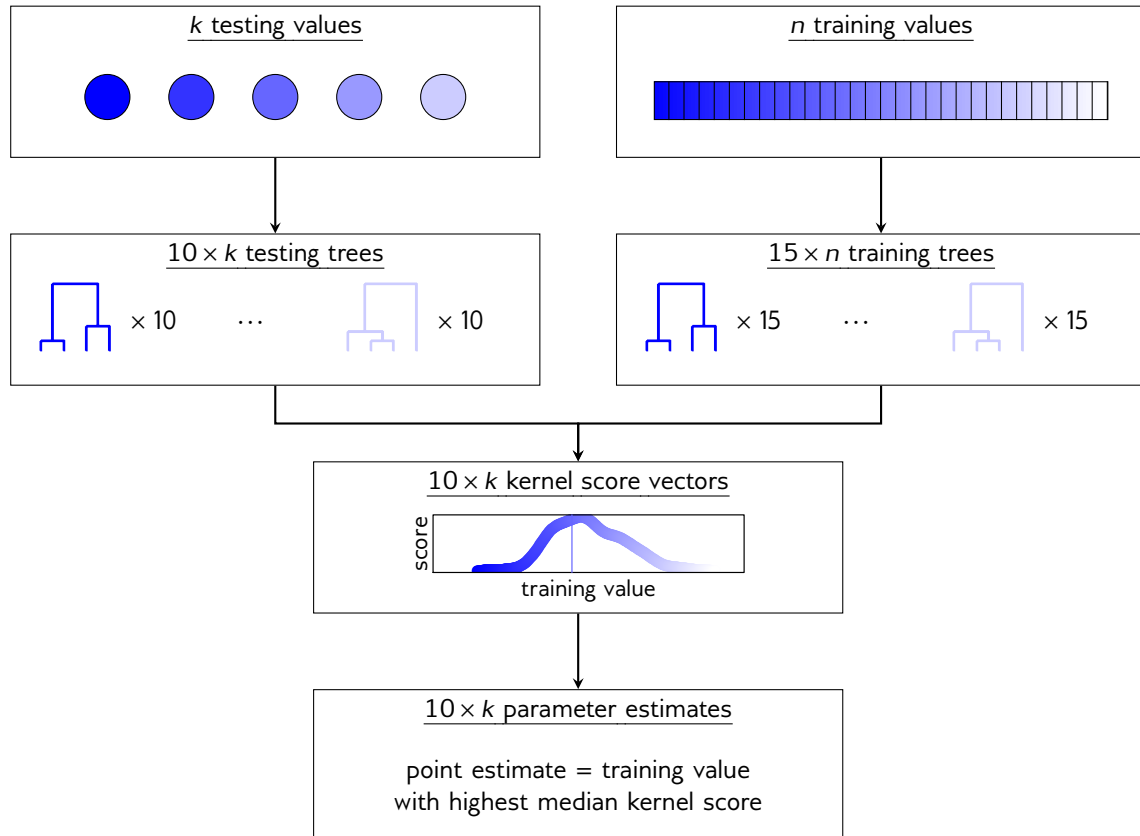 k testing values
n training values
10 × k testing trees
× 10
...
× 10
15 × n training trees
× 15
...
× 15
10 × k kernel score vectors
score
training value
10 × k parameter estimates
point estimate = training value
with highest median kernel score